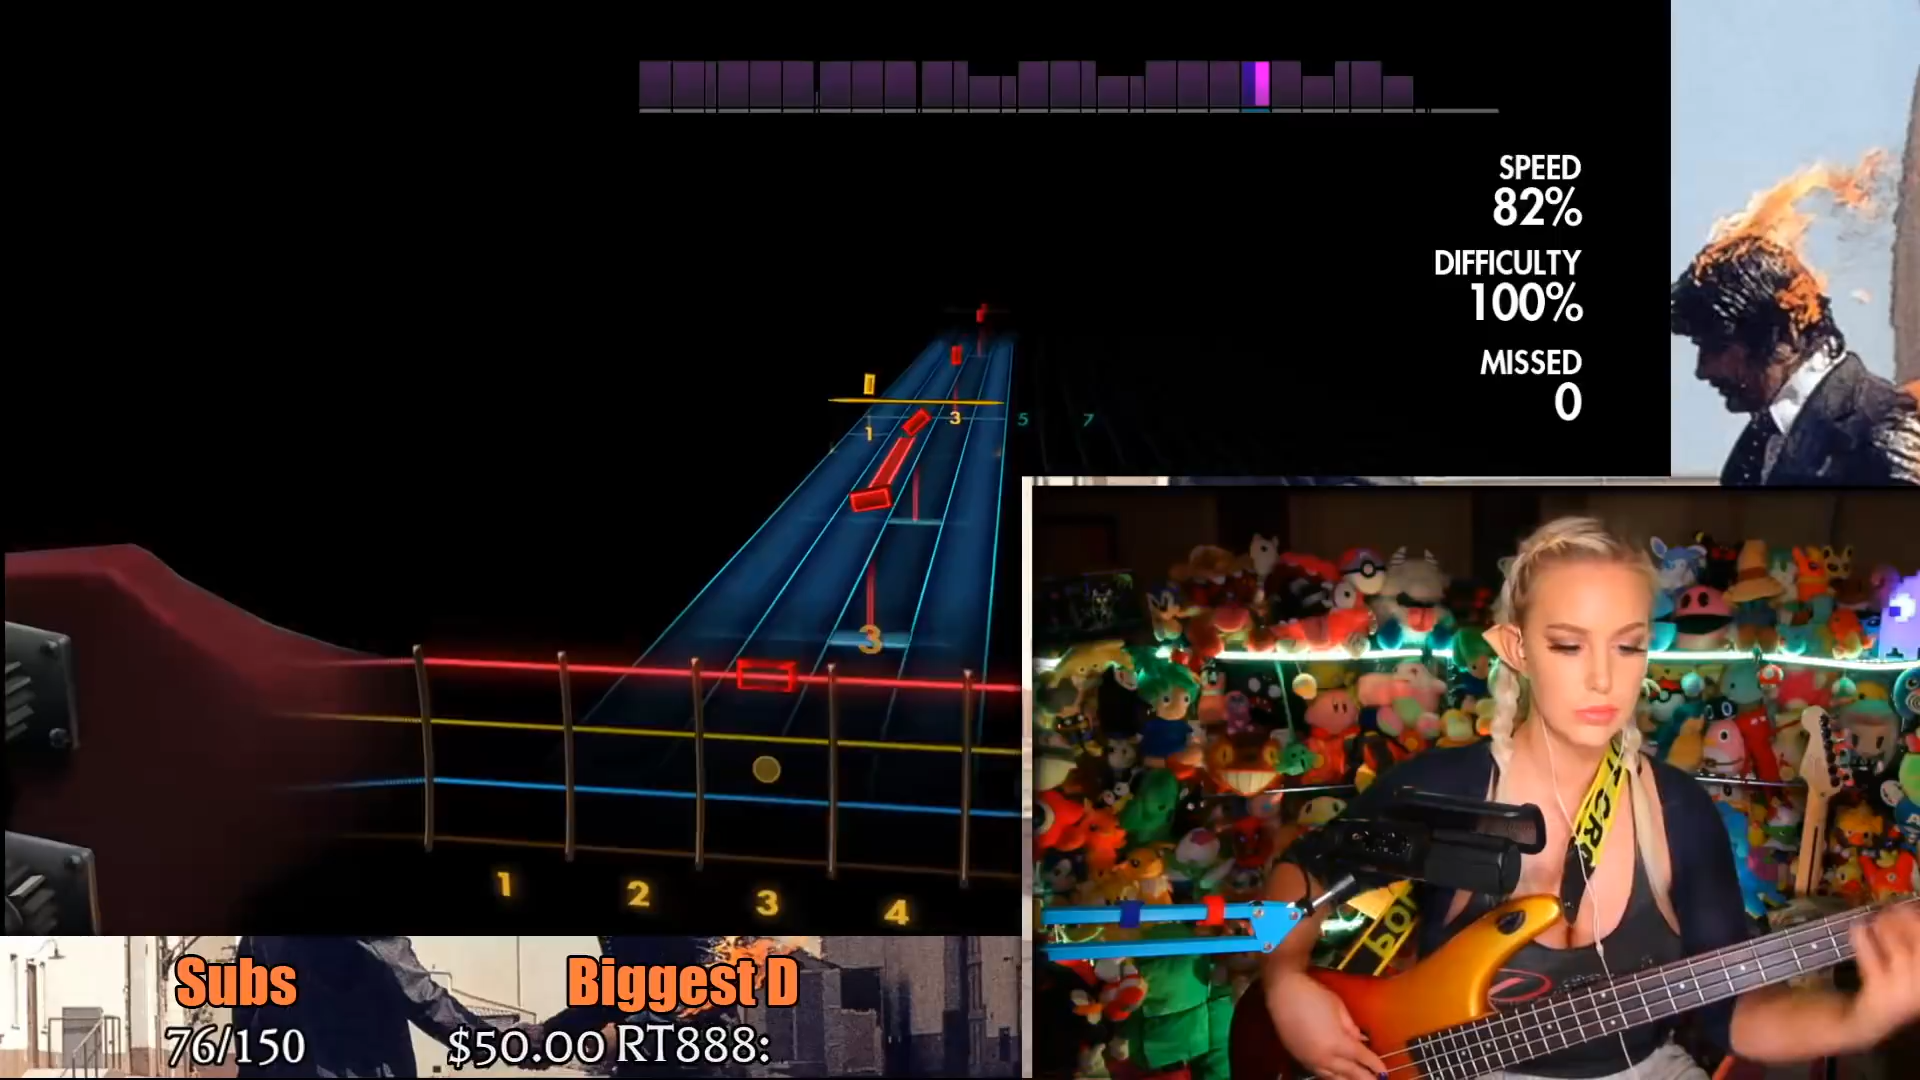 SPEED
82%
DIFFICULTY
100%
MISSED
0
3
5
7
1
3
1
2
3
4
Subs
Biggest D
76/150
$50.00 RT888: